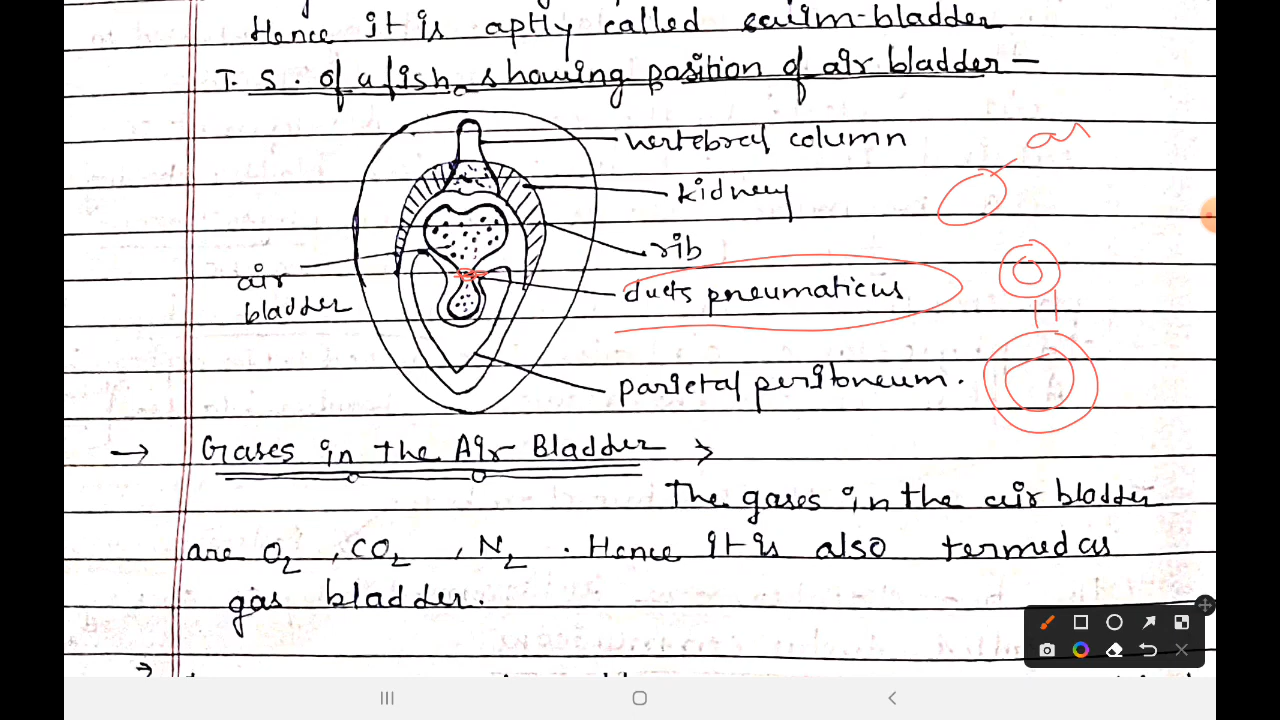 Hence it is aptly called swim-bladder
T. S. of a fish showing position of air bladder —
vertebral column
kidney
rib
air
bladder
ducts pneumaticus
parietal peritoneum.
→ Gases in the Air Bladder →
The gases in the air bladder
are O2, CO2, N2. Hence it is also termed as
gas bladder.